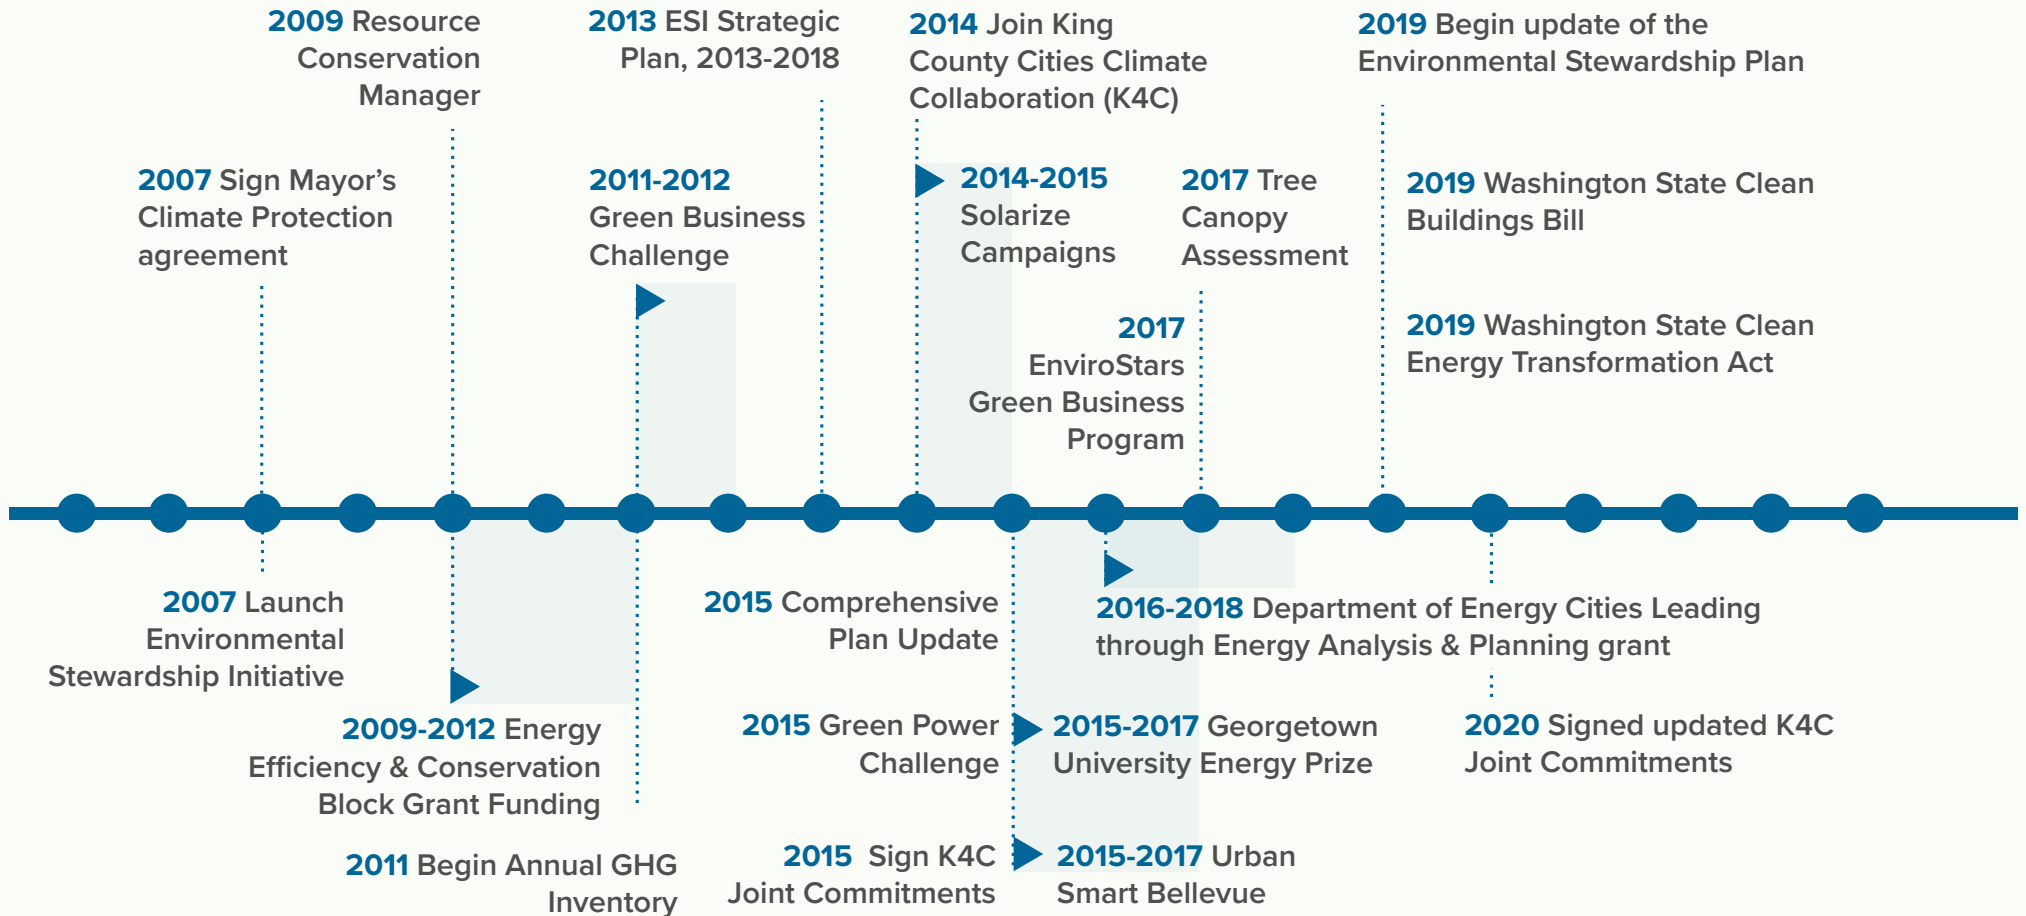 2009 Resource
Conservation
Manager
2013 ESI Strategic
Plan, 2013-2018
2014 Join King
County Cities Climate
Collaboration (K4C)
2019 Begin update of the
Environmental Stewardship Plan
2007 Sign Mayor’s
Climate Protection
agreement
2011-2012
Green Business
Challenge
2014-2015
Solarize
Campaigns
2017 Tree
Canopy
Assessment
2019 Washington State Clean
Buildings Bill
2017
EnviroStars
Green Business
Program
2019 Washington State Clean
Energy Transformation Act
2007 Launch
Environmental
Stewardship Initiative
2009-2012 Energy
Efficiency & Conservation
Block Grant Funding
2011 Begin Annual GHG
Inventory
2015 Comprehensive
Plan Update
2015 Green Power
Challenge
2015 Sign K4C
Joint Commitments
2016-2018 Department of Energy Cities Leading
through Energy Analysis & Planning grant
2015-2017 Georgetown
University Energy Prize
2015-2017 Urban
Smart Bellevue
2020 Signed updated K4C
Joint Commitments